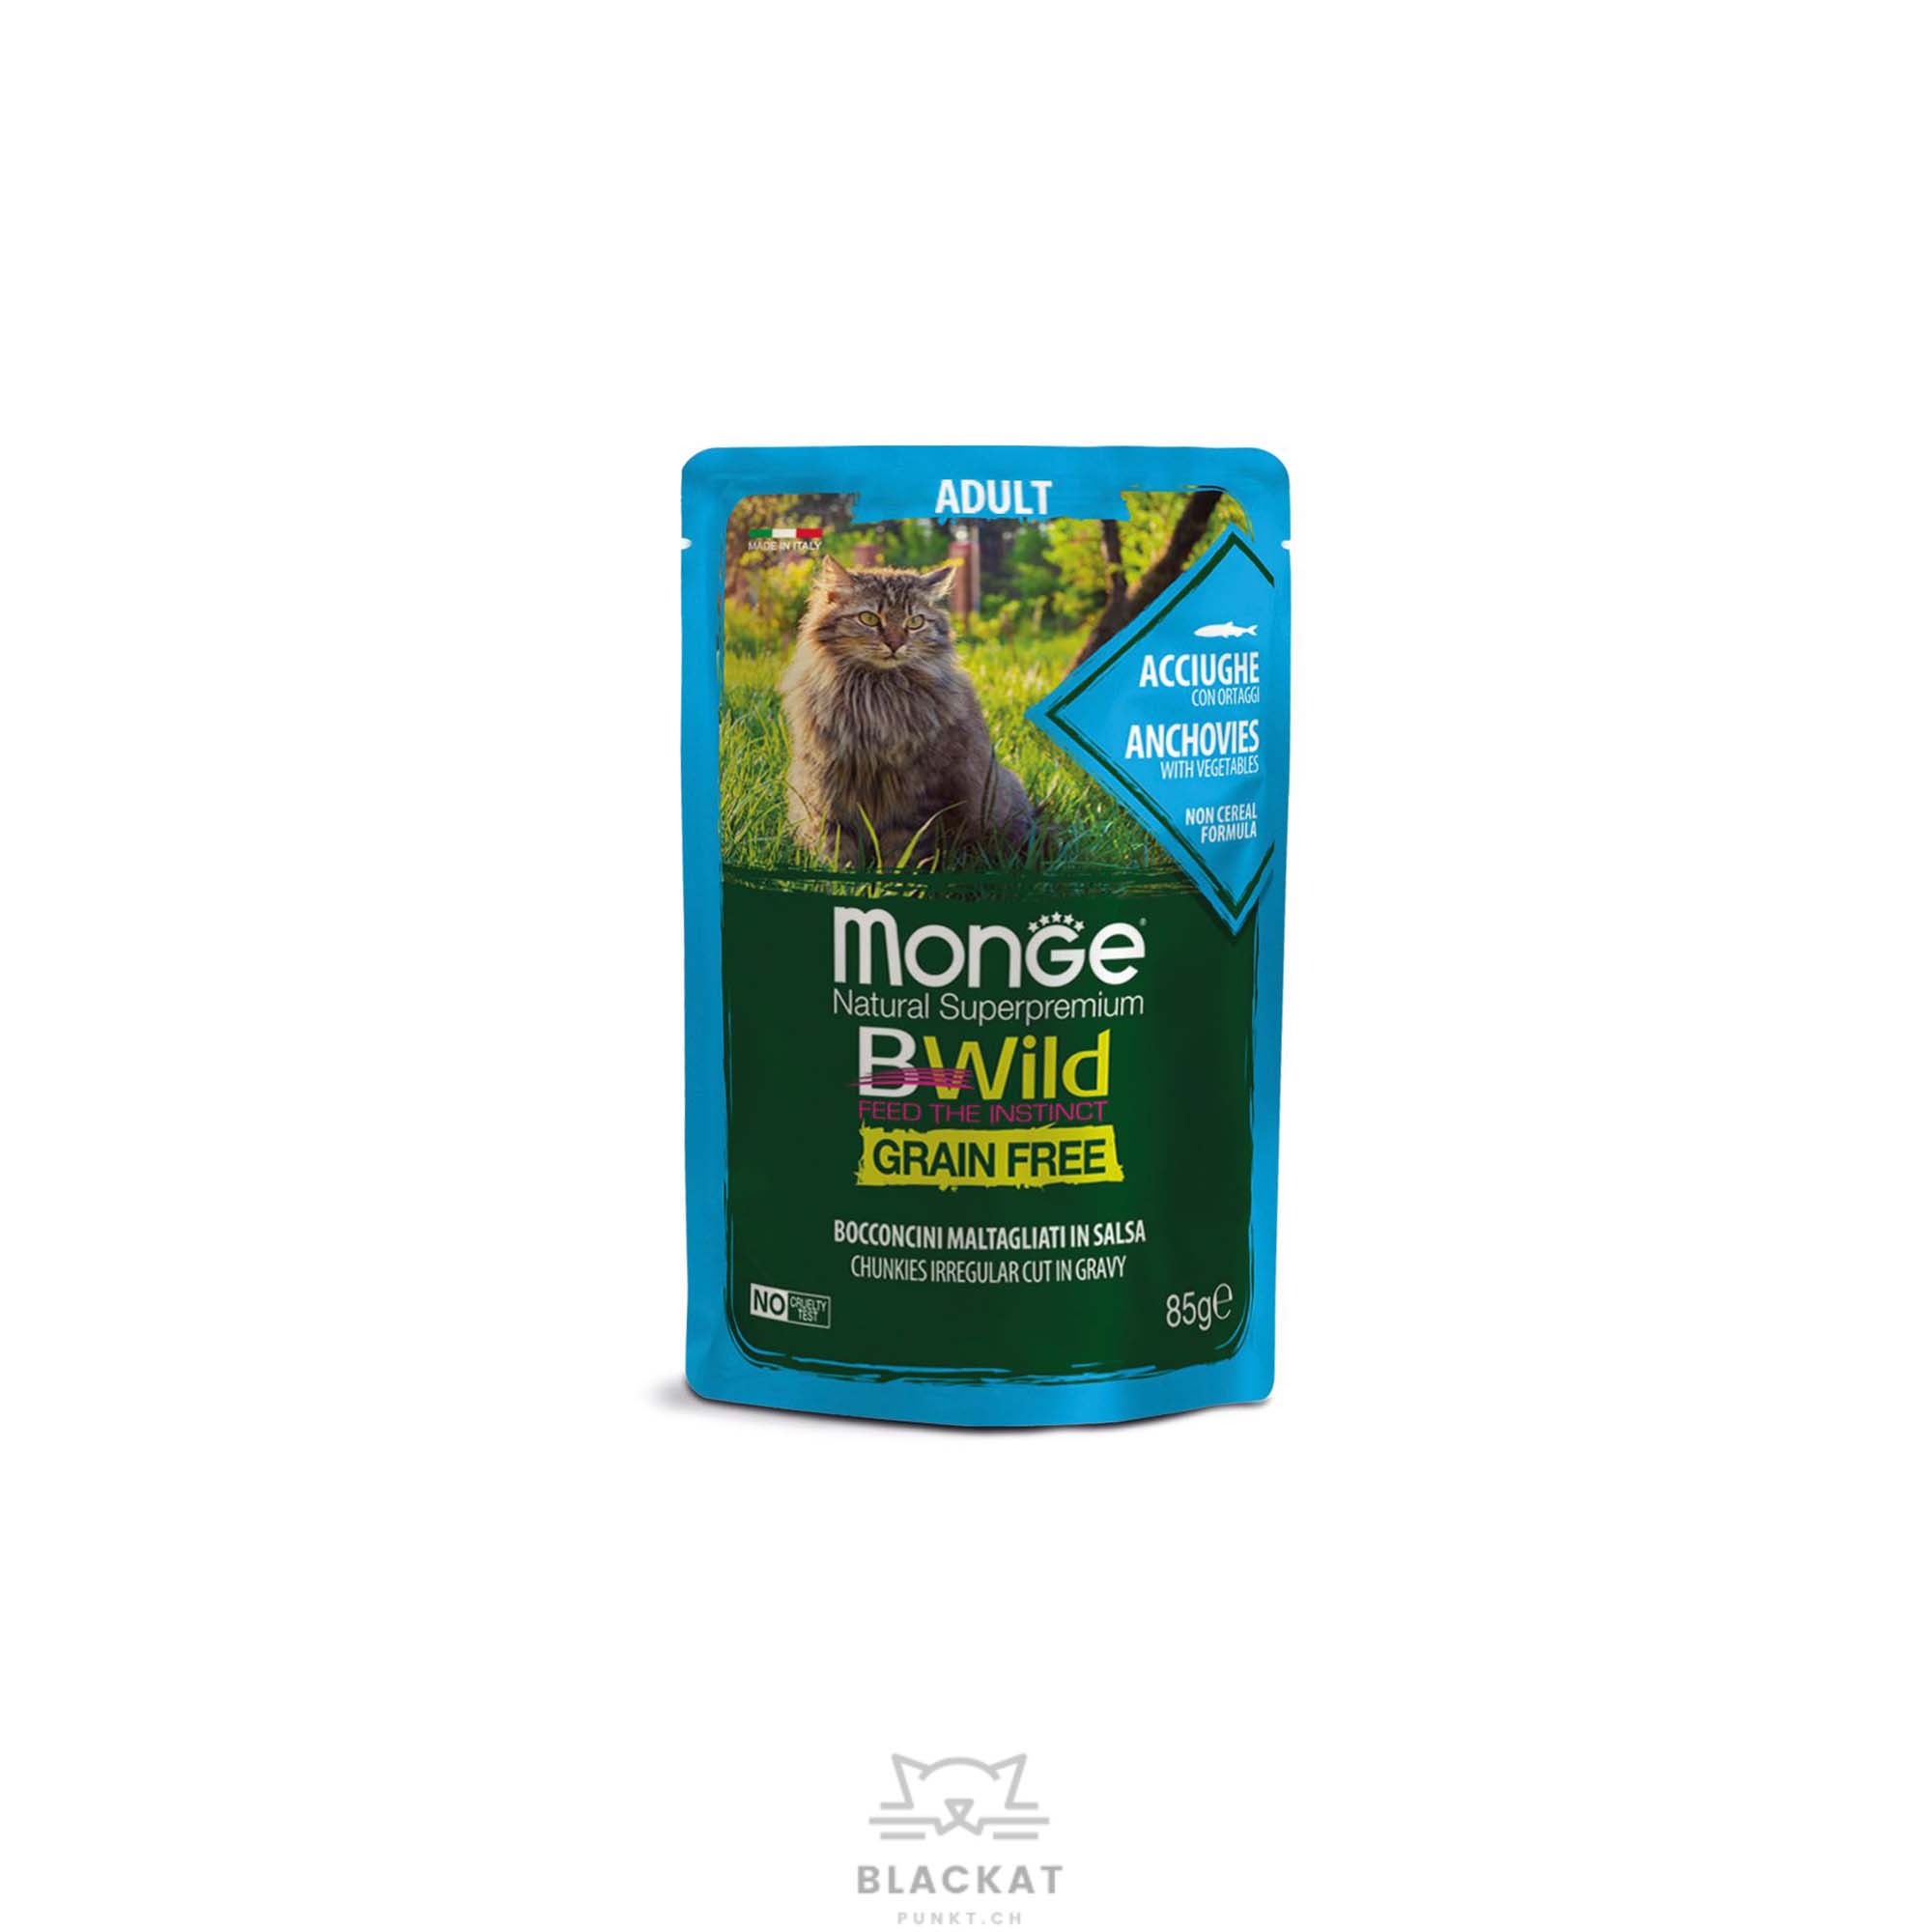 ADULT
MADE IN ITALY
ACCIUGHE
CON ORTAGGI
ANCHOVIES
WITH VEGETABLES
NON CEREAL
FORMULA
monge®
Natural Superpremium
BWild
FEED THE INSTINCT
GRAIN FREE
BOCCONCINI MALTAGLIATI IN SALSA
CHUNKIES IRREGULAR CUT IN GRAVY
NO CRUELTY
TEST
85g℮
BLACKAT
PUNKT.CH